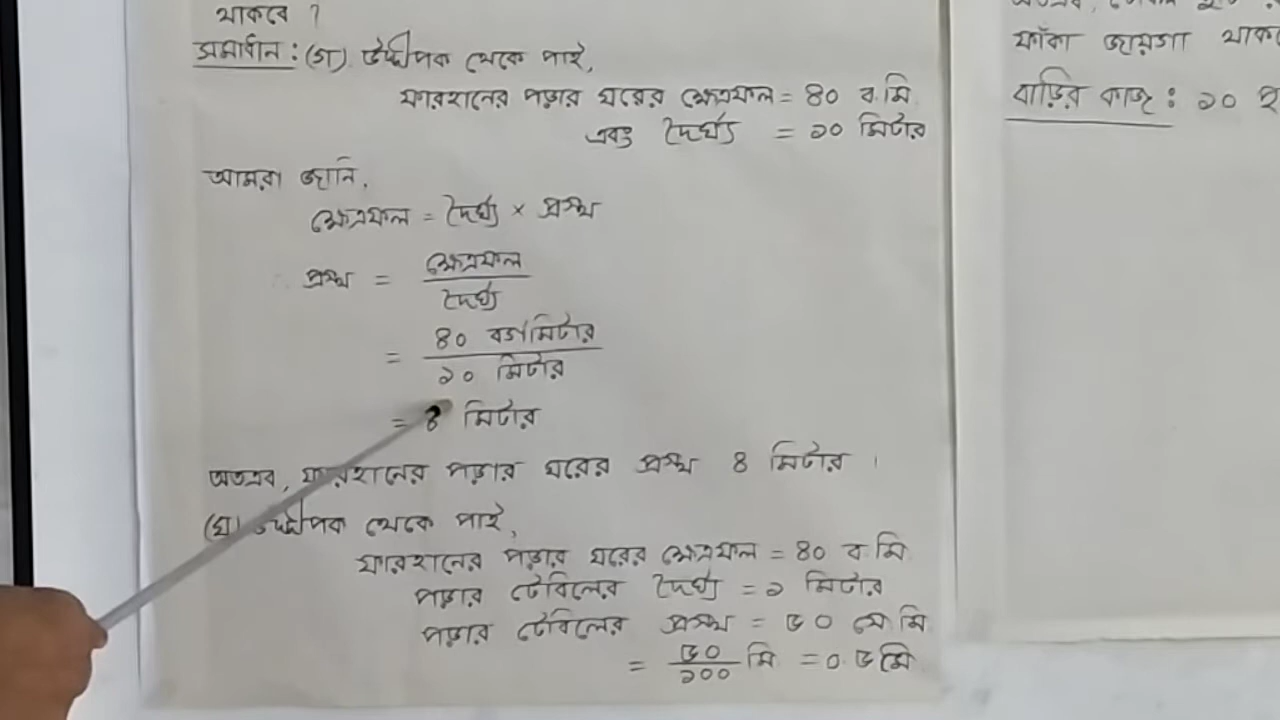 থাকবে ?
সমাধান : (গ) উদ্দীপক থেকে পাই,
ফারহানের পড়ার ঘরের ক্ষেত্রফল = ৪০ ব.মি
এবং দৈর্ঘ্য = ১০ মিটার
আমরা জানি,
ক্ষেত্রফল = দৈর্ঘ্য × প্রস্থ
প্রস্থ = ক্ষেত্রফল
দৈর্ঘ্য
= ৪০ বর্গমিটার
১০ মিটার
= ৪ মিটার
অতএব, ফারহানের পড়ার ঘরের প্রস্থ ৪ মিটার ।
(ঘ) উদ্দীপক থেকে পাই,
ফারহানের পড়ার ঘরের ক্ষেত্রফল = ৪০ ব.মি
পড়ার টেবিলের দৈর্ঘ্য = ১ মিটার
পড়ার টেবিলের প্রস্থ = ৬০ সে.মি
= ৬০/১০০ মি = ০.৬মি
ফাঁকা জায়গা
বাড়ির কাজ : ১০